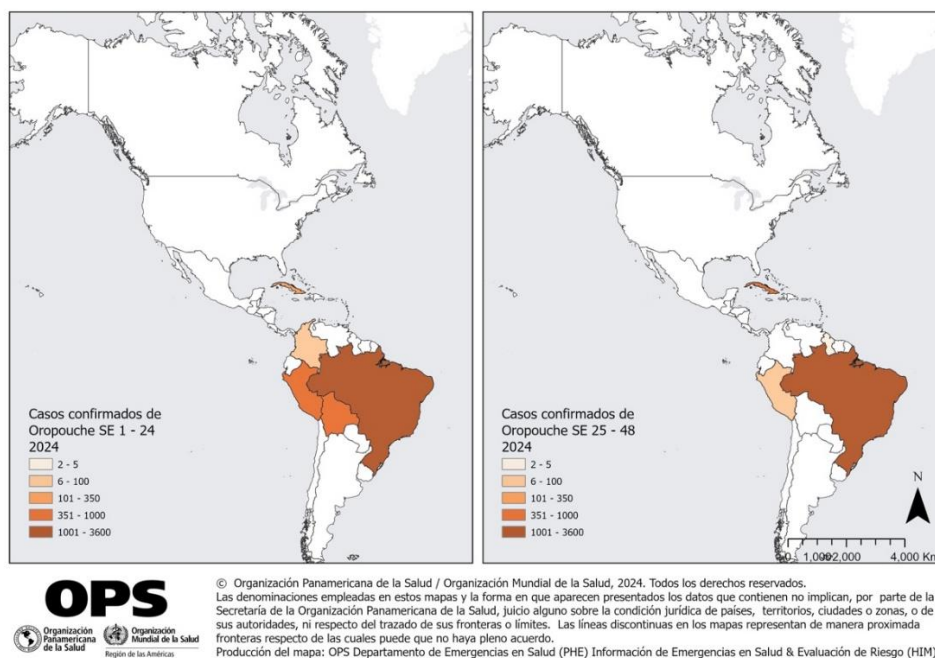 Casos confirmados de
Oropouche SE 1 - 24
2024
2 - 5
6 - 100
101 - 350
351 - 1000
1001 - 3600
Casos confirmados de
Oropouche SE 25 - 48
2024
2 - 5
6 - 100
101 - 350
351 - 1000
1001 - 3600
N
0 1,000 2,000 4,000 Km
OPS
Organización
Panamericana
de la Salud
Organización
Mundial de la Salud
Región de las Américas
© Organización Panamericana de la Salud / Organización Mundial de la Salud, 2024. Todos los derechos reservados.
Las denominaciones empleadas en estos mapas y la forma en que aparecen presentados los datos que contienen no implican, por parte de la
Secretaría de la Organización Panamericana de la Salud, juicio alguno sobre la condición jurídica de países, territorios, ciudades o zonas, o de
sus autoridades, ni respecto del trazado de sus fronteras o límites. Las líneas discontinuas en los mapas representan de manera aproximada
fronteras respecto de las cuales puede que no haya pleno acuerdo.
Producción del mapa: OPS Departamento de Emergencias en Salud (PHE) Información de Emergencias en Salud & Evaluación de Riesgo (HIM)